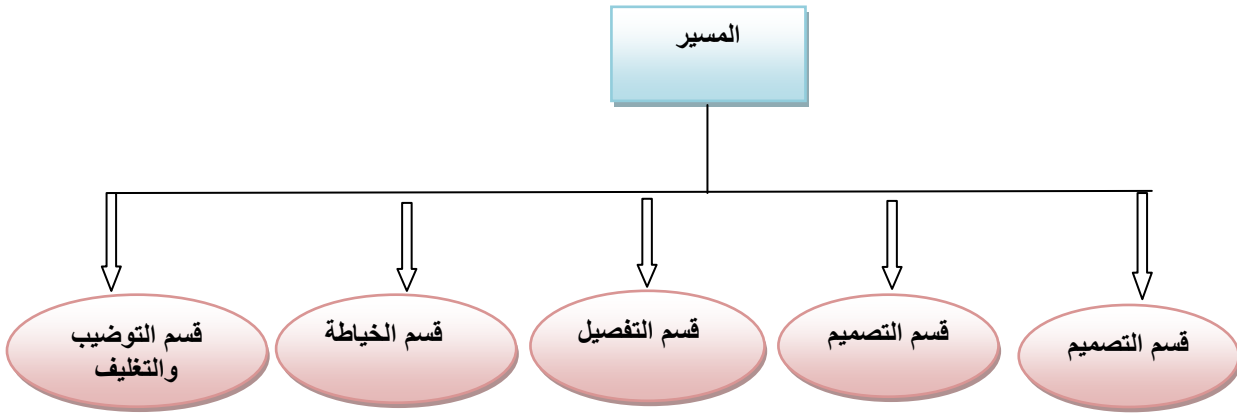 المسير
قسم التصميم
قسم التصميم
قسم التفصيل
قسم الخياطة
قسم التوضيب
والتغليف